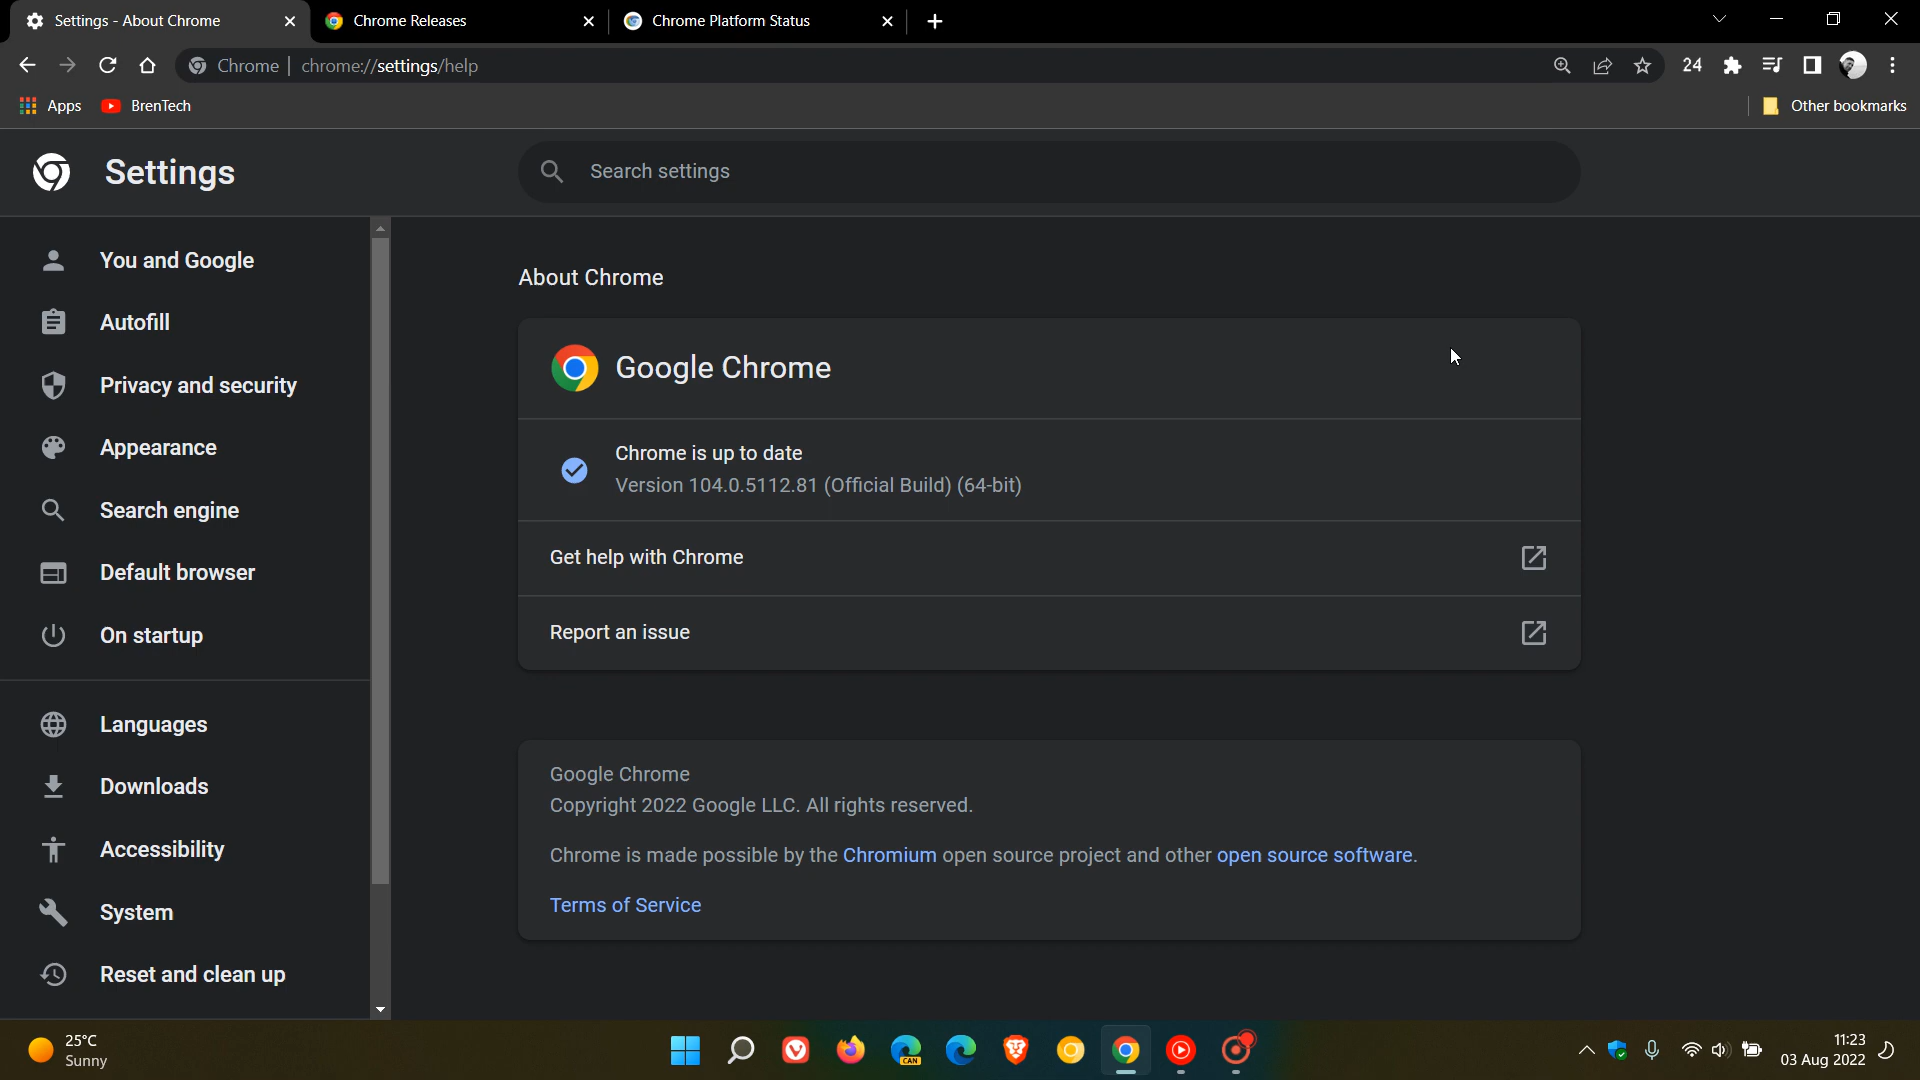 Settings - About Chrome
Chrome Releases
Chrome Platform Status
Chrome | chrome://settings/help
24
Apps
BrenTech
Other bookmarks
Settings
Search settings
You and Google
Autofill
Privacy and security
Appearance
Search engine
Default browser
On startup
Languages
Downloads
Accessibility
System
Reset and clean up
About Chrome
Google Chrome
Chrome is up to date
Version 104.0.5112.81 (Official Build) (64-bit)
Get help with Chrome
Report an issue
Google Chrome
Copyright 2022 Google LLC. All rights reserved.
Chrome is made possible by the Chromium open source project and other open source software.
Terms of Service
25°C
Sunny
CAN
11:23
03 Aug 2022